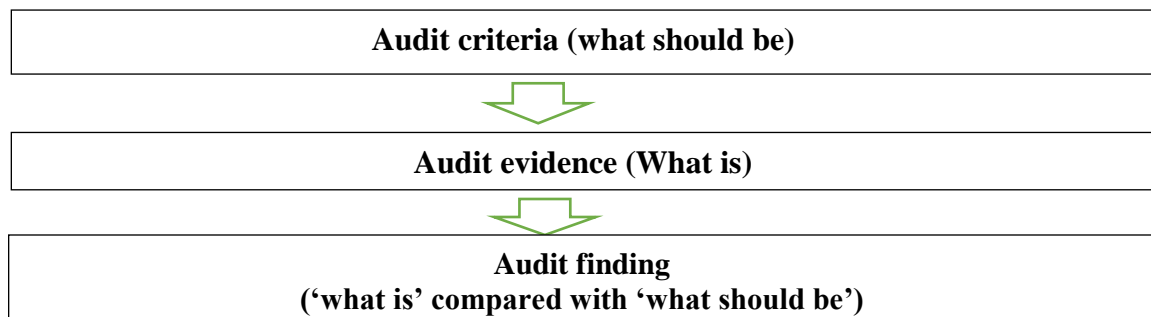 Audit criteria (what should be)
Audit evidence (What is)
Audit finding
(‘what is’ compared with ‘what should be’)